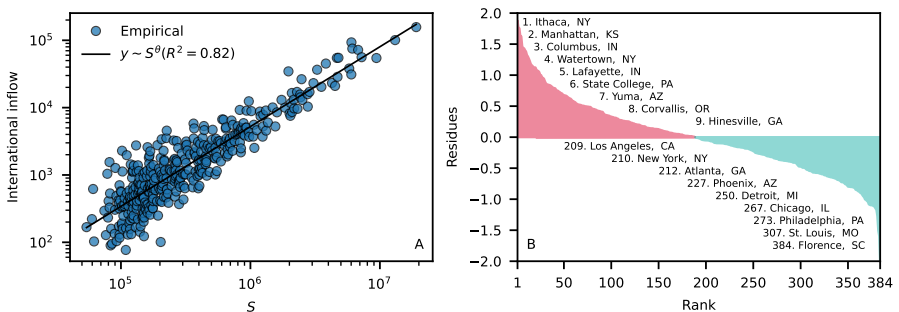 Empirical
y ~ S^θ(R² = 0.82)
International inflow
10⁵
10⁴
10³
10²
10⁵
10⁶
10⁷
S
A
Residues
2.0
1.5
1.0
0.5
0.0
−0.5
−1.0
−1.5
−2.0
1. Ithaca, NY
2. Manhattan, KS
3. Columbus, IN
4. Watertown, NY
5. Lafayette, IN
6. State College, PA
7. Yuma, AZ
8. Corvallis, OR
9. Hinesville, GA
209. Los Angeles, CA
210. New York, NY
212. Atlanta, GA
227. Phoenix, AZ
250. Detroit, MI
267. Chicago, IL
273. Philadelphia, PA
307. St. Louis, MO
384. Florence, SC
B
1 50 100 150 200 250 300 350 384
Rank